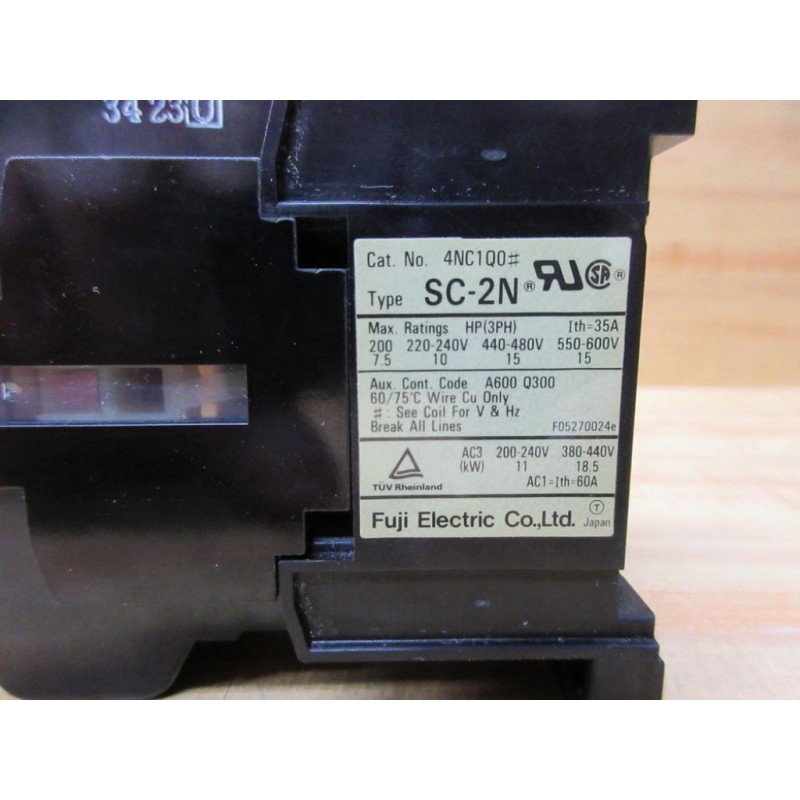 34 23U
Cat. No. 4NC1Q0#
Type SC-2N ® RU SA ®
Max. Ratings HP(3PH) Ith=35A
200 220-240V 440-480V 550-600V
7.5 10 15 15
Aux. Cont. Code A600 Q300
60/75℃ Wire Cu Only
#: See Coil For V & Hz
Break All Lines F05270024e
AC3 200-240V 380-440V
(kW) 11 18.5
TÜV Rheinland AC1=Ith=60A
Fuji Electric Co.,Ltd. T Japan